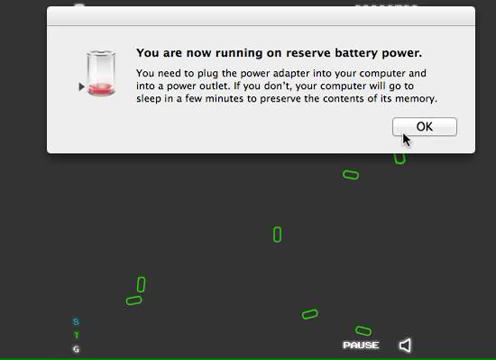 You are now running on reserve battery power.
You need to plug the power adapter into your computer and
into a power outlet. If you don't, your computer will go to
sleep in a few minutes to preserve the contents of its memory.
OK
S
T
G
PAUSE